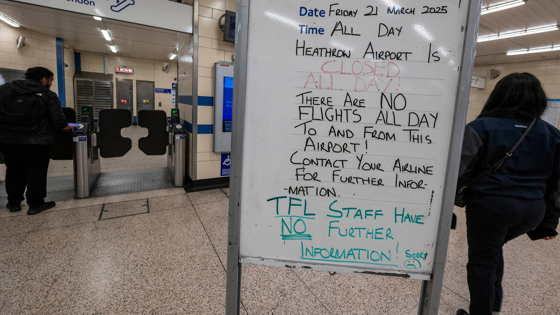 London
Date FRIDAY 21 MARCH 2025
Time ALL DAY
HEATHROW AIRPORT IS
CLOSED
ALL DAY
THERE ARE NO
FLIGHTS ALL DAY
TO AND FROM THIS
AIRPORT!
CONTACT YOUR AIRLINE
FOR FURTHER INFOR-
-MATION.
TFL STAFF HAVE
NO FURTHER
INFORMATION! SORRY